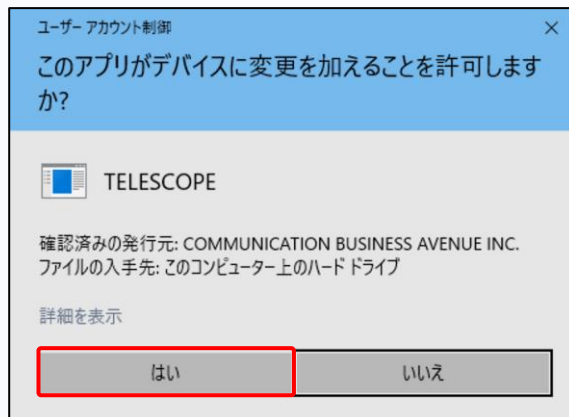 ユーザー アカウント制御
このアプリがデバイスに変更を加えることを許可します
か?
TELESCOPE
確認済みの発行元: COMMUNICATION BUSINESS AVENUE INC.
ファイルの入手先: このコンピューター上のハード ドライブ
詳細を表示
はい
いいえ